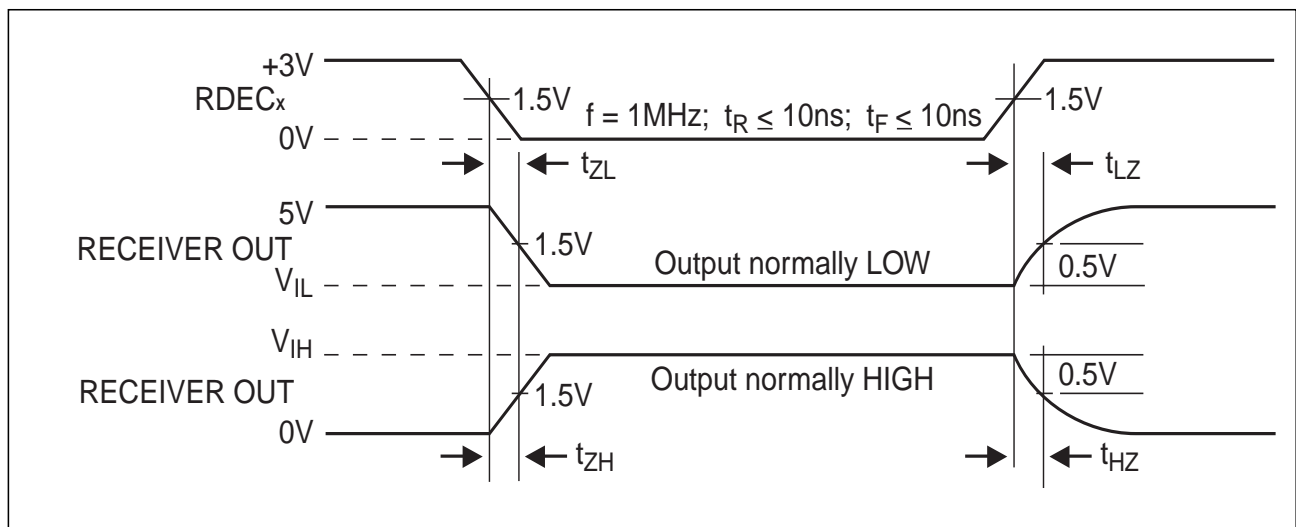 +3V
RDECx
0V
1.5V
f = 1MHz; tR ≤ 10ns; tF ≤ 10ns
1.5V
tZL
tLZ
5V
RECEIVER OUT
VIL
1.5V
Output normally LOW
0.5V
VIH
RECEIVER OUT
0V
1.5V
Output normally HIGH
0.5V
tZH
tHZ